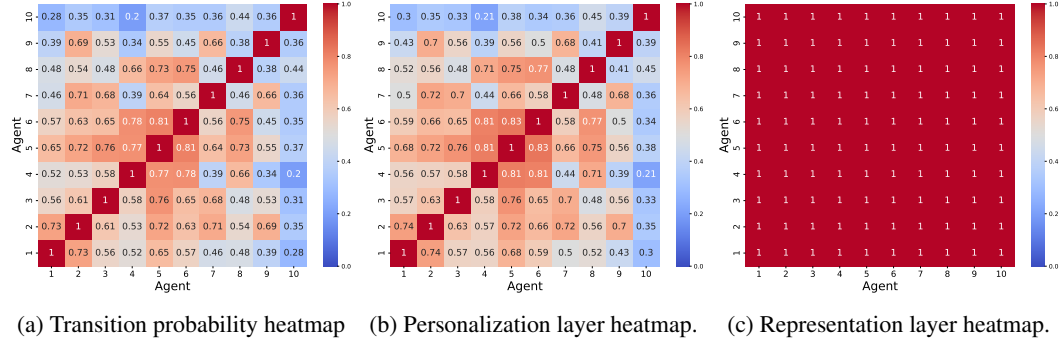 10 0.28 0.35 0.31 0.2 0.37 0.35 0.36 0.44 0.36 1
9 0.39 0.69 0.53 0.34 0.55 0.45 0.66 0.38 1 0.36
8 0.48 0.54 0.48 0.66 0.73 0.75 0.46 1 0.38 0.44
7 0.46 0.71 0.68 0.39 0.64 0.56 1 0.46 0.66 0.36
6 0.57 0.63 0.65 0.78 0.81 1 0.56 0.75 0.45 0.35
5 0.65 0.72 0.76 0.77 1 0.81 0.64 0.73 0.55 0.37
4 0.52 0.53 0.58 1 0.77 0.78 0.39 0.66 0.34 0.2
3 0.56 0.61 1 0.58 0.76 0.65 0.68 0.48 0.53 0.31
2 0.73 1 0.61 0.53 0.72 0.63 0.71 0.54 0.69 0.35
1 1 0.73 0.56 0.52 0.65 0.57 0.46 0.48 0.39 0.28
1 2 3 4 5 6 7 8 9 10
Agent
Agent
1.0
0.8
0.6
0.4
0.2
0.0
(a) Transition probability heatmap
10 0.3 0.35 0.33 0.21 0.38 0.34 0.36 0.45 0.39 1
9 0.43 0.7 0.56 0.39 0.56 0.5 0.68 0.41 1 0.39
8 0.52 0.56 0.48 0.71 0.75 0.77 0.48 1 0.41 0.45
7 0.5 0.72 0.7 0.44 0.66 0.58 1 0.48 0.68 0.36
6 0.59 0.66 0.65 0.81 0.83 1 0.58 0.77 0.5 0.34
5 0.68 0.72 0.76 0.81 1 0.83 0.66 0.75 0.56 0.38
4 0.56 0.57 0.58 1 0.81 0.81 0.44 0.71 0.39 0.21
3 0.56 0.63 1 0.58 0.76 0.65 0.7 0.48 0.56 0.33
2 0.74 1 0.63 0.57 0.72 0.66 0.72 0.56 0.7 0.35
1 1 0.74 0.56 0.56 0.68 0.59 0.5 0.52 0.43 0.3
1 2 3 4 5 6 7 8 9 10
Agent
Agent
1.0
0.8
0.6
0.4
0.2
0.0
(b) Personalization layer heatmap.
10 1 1 1 1 1 1 1 1 1 1
9 1 1 1 1 1 1 1 1 1 1
8 1 1 1 1 1 1 1 1 1 1
7 1 1 1 1 1 1 1 1 1 1
6 1 1 1 1 1 1 1 1 1 1
5 1 1 1 1 1 1 1 1 1 1
4 1 1 1 1 1 1 1 1 1 1
3 1 1 1 1 1 1 1 1 1 1
2 1 1 1 1 1 1 1 1 1 1
1 1 1 1 1 1 1 1 1 1 1
1 2 3 4 5 6 7 8 9 10
Agent
Agent
1.0
0.8
0.6
0.4
0.2
0.0
(c) Representation layer heatmap.